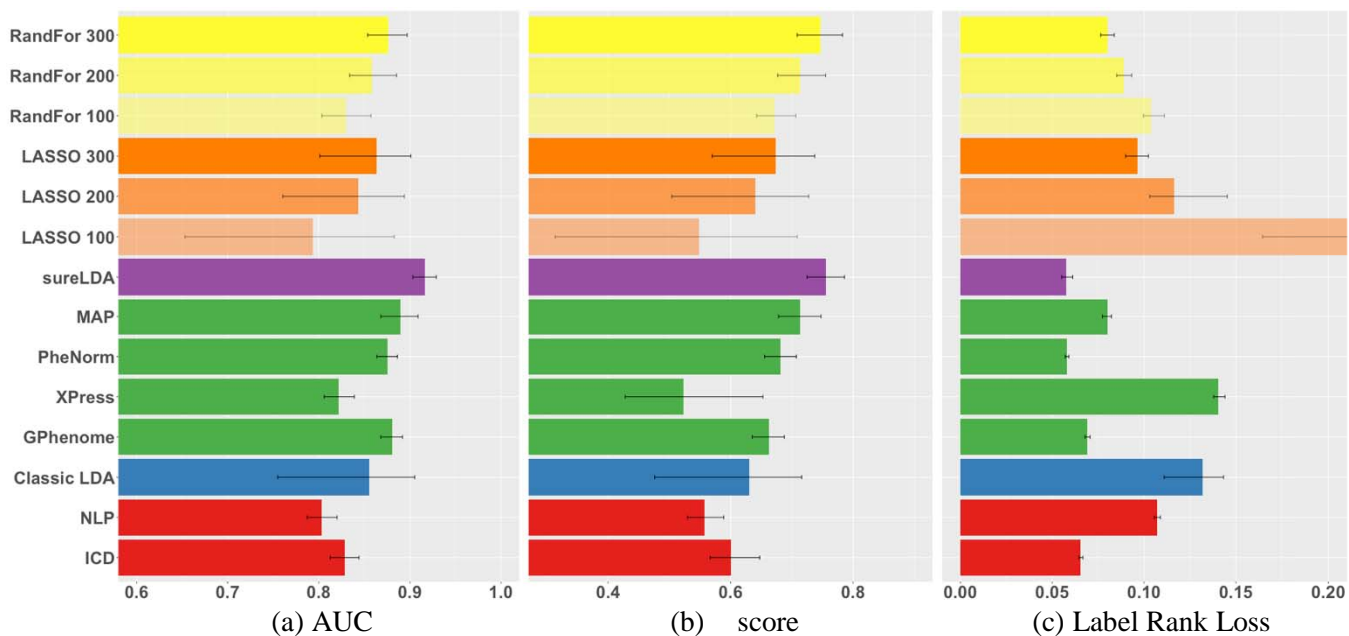 RandFor 300
RandFor 200
RandFor 100
LASSO 300
LASSO 200
LASSO 100
sureLDA
MAP
PheNorm
XPress
GPhenome
Classic LDA
NLP
ICD
0.6 0.7 0.8 0.9 1.0
0.4 0.6 0.8
0.00 0.05 0.10 0.15 0.20
(a) AUC
(b) score
(c) Label Rank Loss